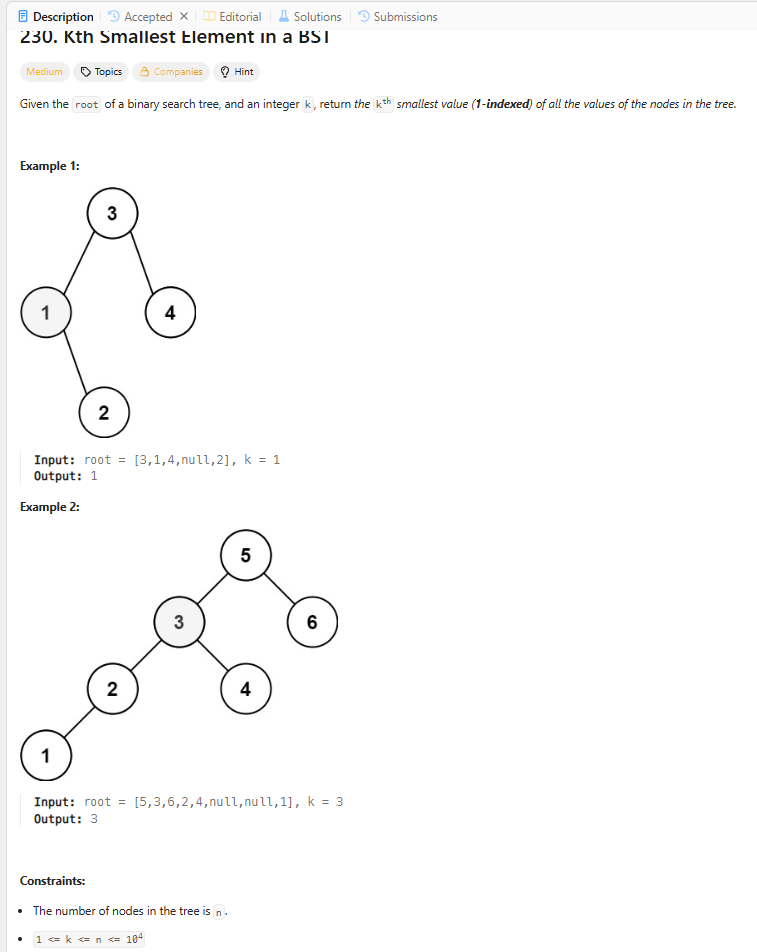 Description Accepted Editorial Solutions Submissions
230. Kth Smallest Element in a BST
Medium Topics Companies Hint
Given the root of a binary search tree, and an integer k, return the kth smallest value (1-indexed) of all the values of the nodes in the tree.
Example 1:
3
1 4
2
Input: root = [3,1,4,null,2], k = 1
Output: 1
Example 2:
5
3 6
2 4
1
Input: root = [5,3,6,2,4,null,null,1], k = 3
Output: 3
Constraints:
• The number of nodes in the tree is n.
• 1 <= k <= n <= 10⁴